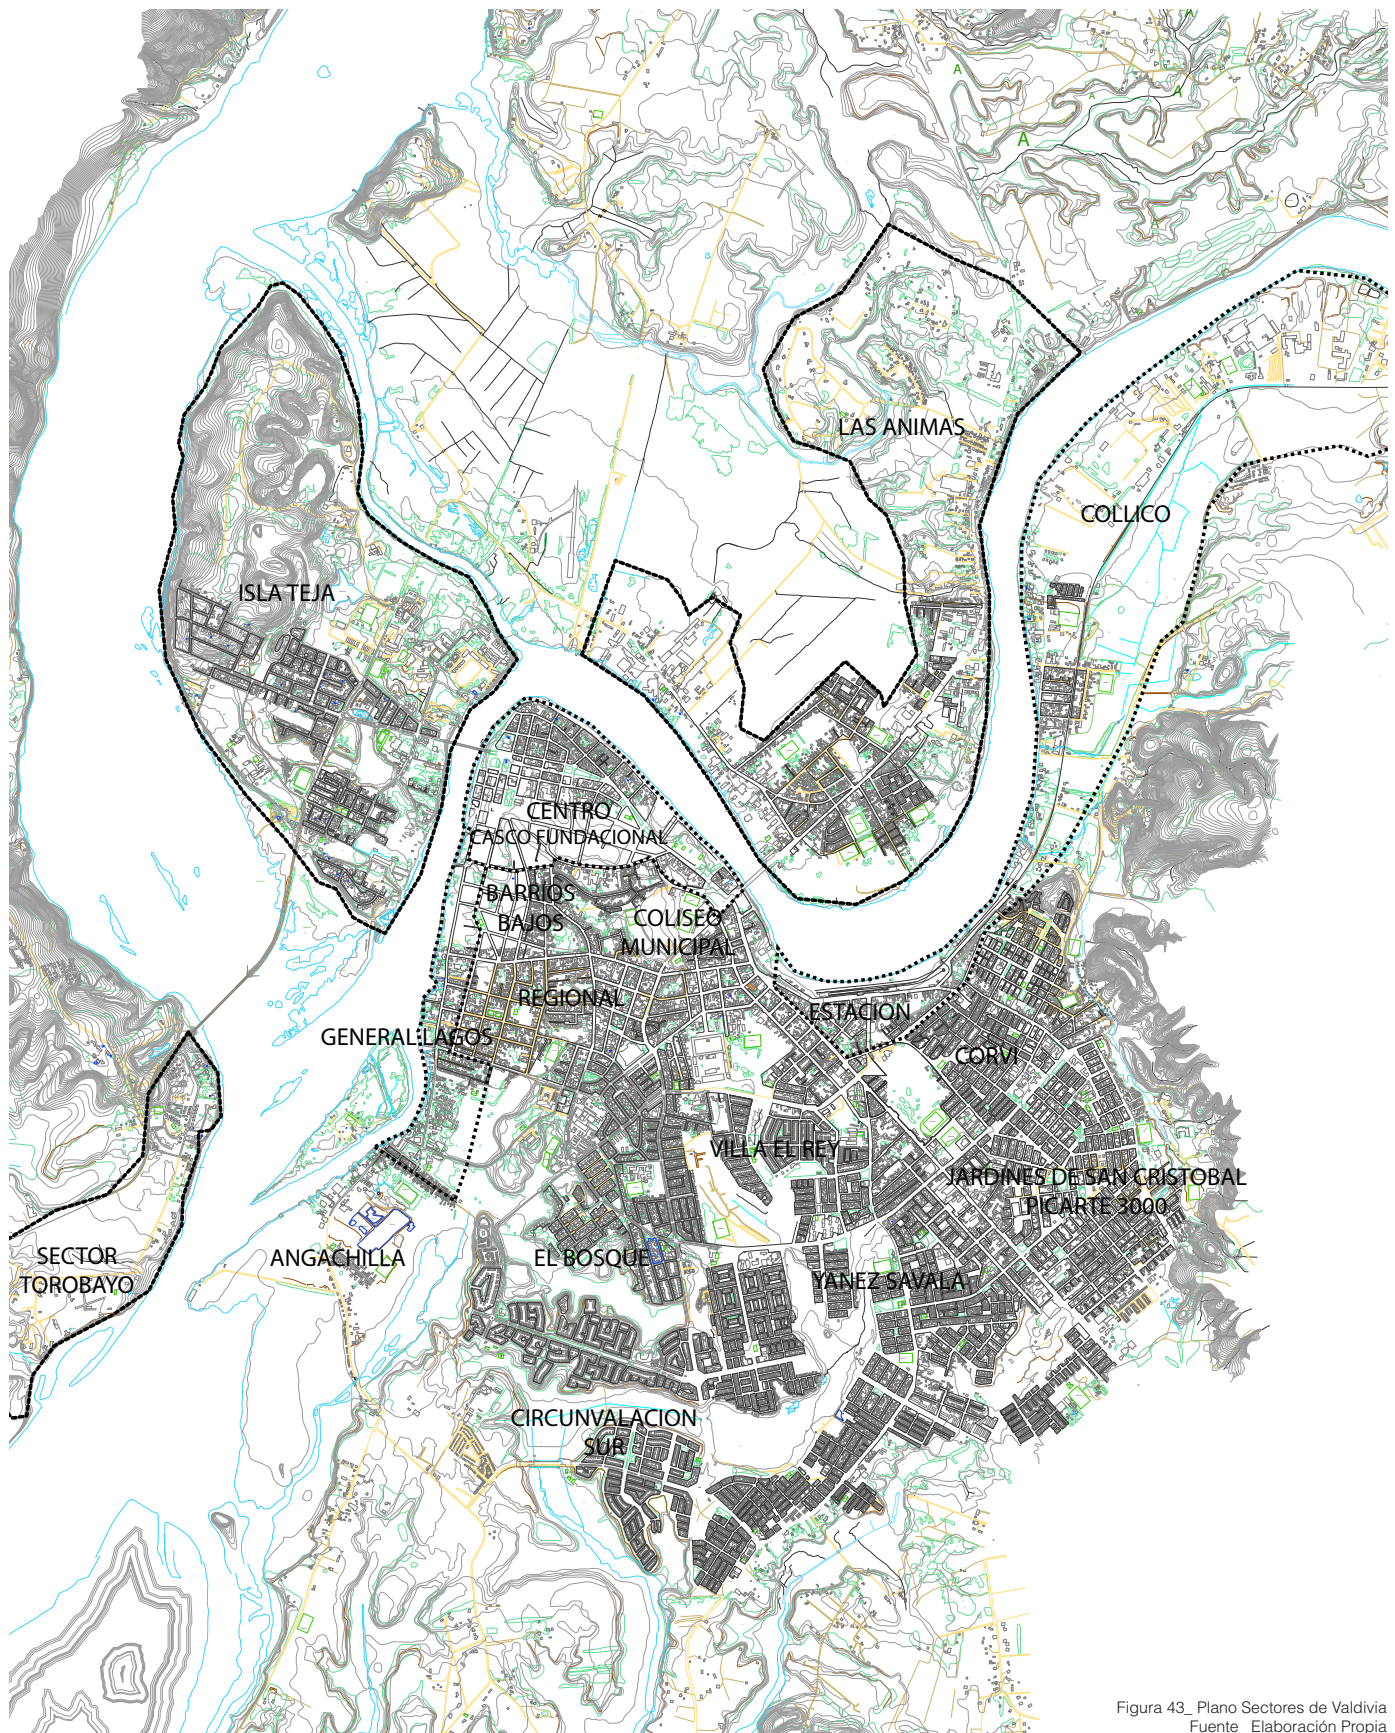 A
A
A
A
A
LAS ANIMAS
COLLICO
ISLA TEJA
CENTRO
CASCO FUNDACIONAL
BARRIOS
BAJOS
COLISEO
MUNICIPAL
REGIONAL
ESTACION
GENERAL LAGOS
CORVI
VILLA EL REY
JARDINES DE SAN CRISTOBAL
PICARTE 3000
SECTOR
TOROBAYO
ANGACHILLA
EL BOSQUE
YANEZ SAVALA
CIRCUNVALACION
SUR
Figura 43_ Plano Sectores de Valdivia
Fuente_ Elaboración Propia